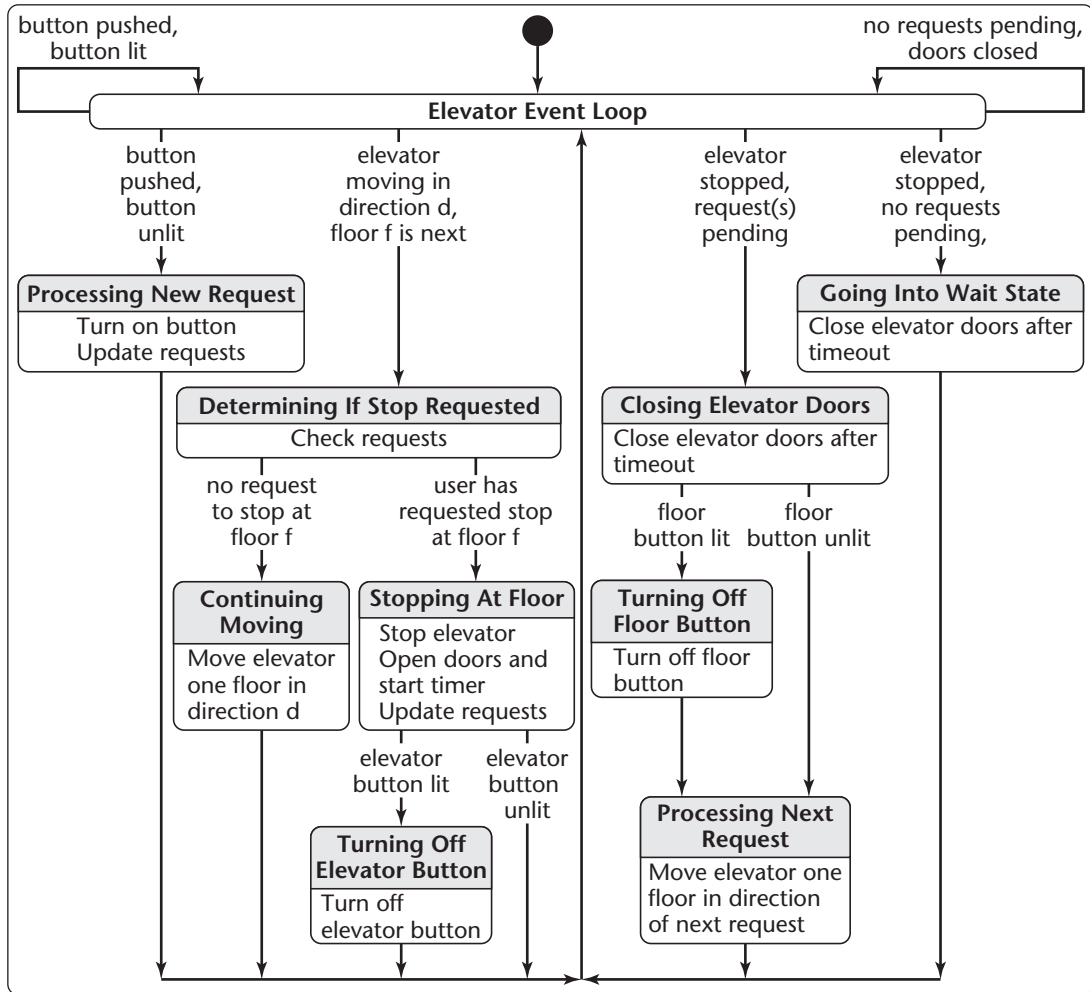 button pushed,
button lit
no requests pending,
doors closed
Elevator Event Loop
button
pushed,
button
unlit
elevator
moving in
direction d,
floor f is next
elevator
stopped,
request(s)
pending
elevator
stopped,
no requests
pending,
Processing New Request
Turn on button
Update requests
Going Into Wait State
Close elevator doors after
timeout
Determining If Stop Requested
Check requests
Closing Elevator Doors
Close elevator doors after
timeout
no request
to stop at
floor f
user has
requested stop
at floor f
floor
button lit
floor
button unlit
Continuing
Moving
Move elevator
one floor in
direction d
Stopping At Floor
Stop elevator
Open doors and
start timer
Update requests
Turning Off
Floor Button
Turn off floor
button
elevator
button lit
elevator
button
unlit
Turning Off
Elevator Button
Turn off
elevator button
Processing Next
Request
Move elevator one
floor in direction
of next request